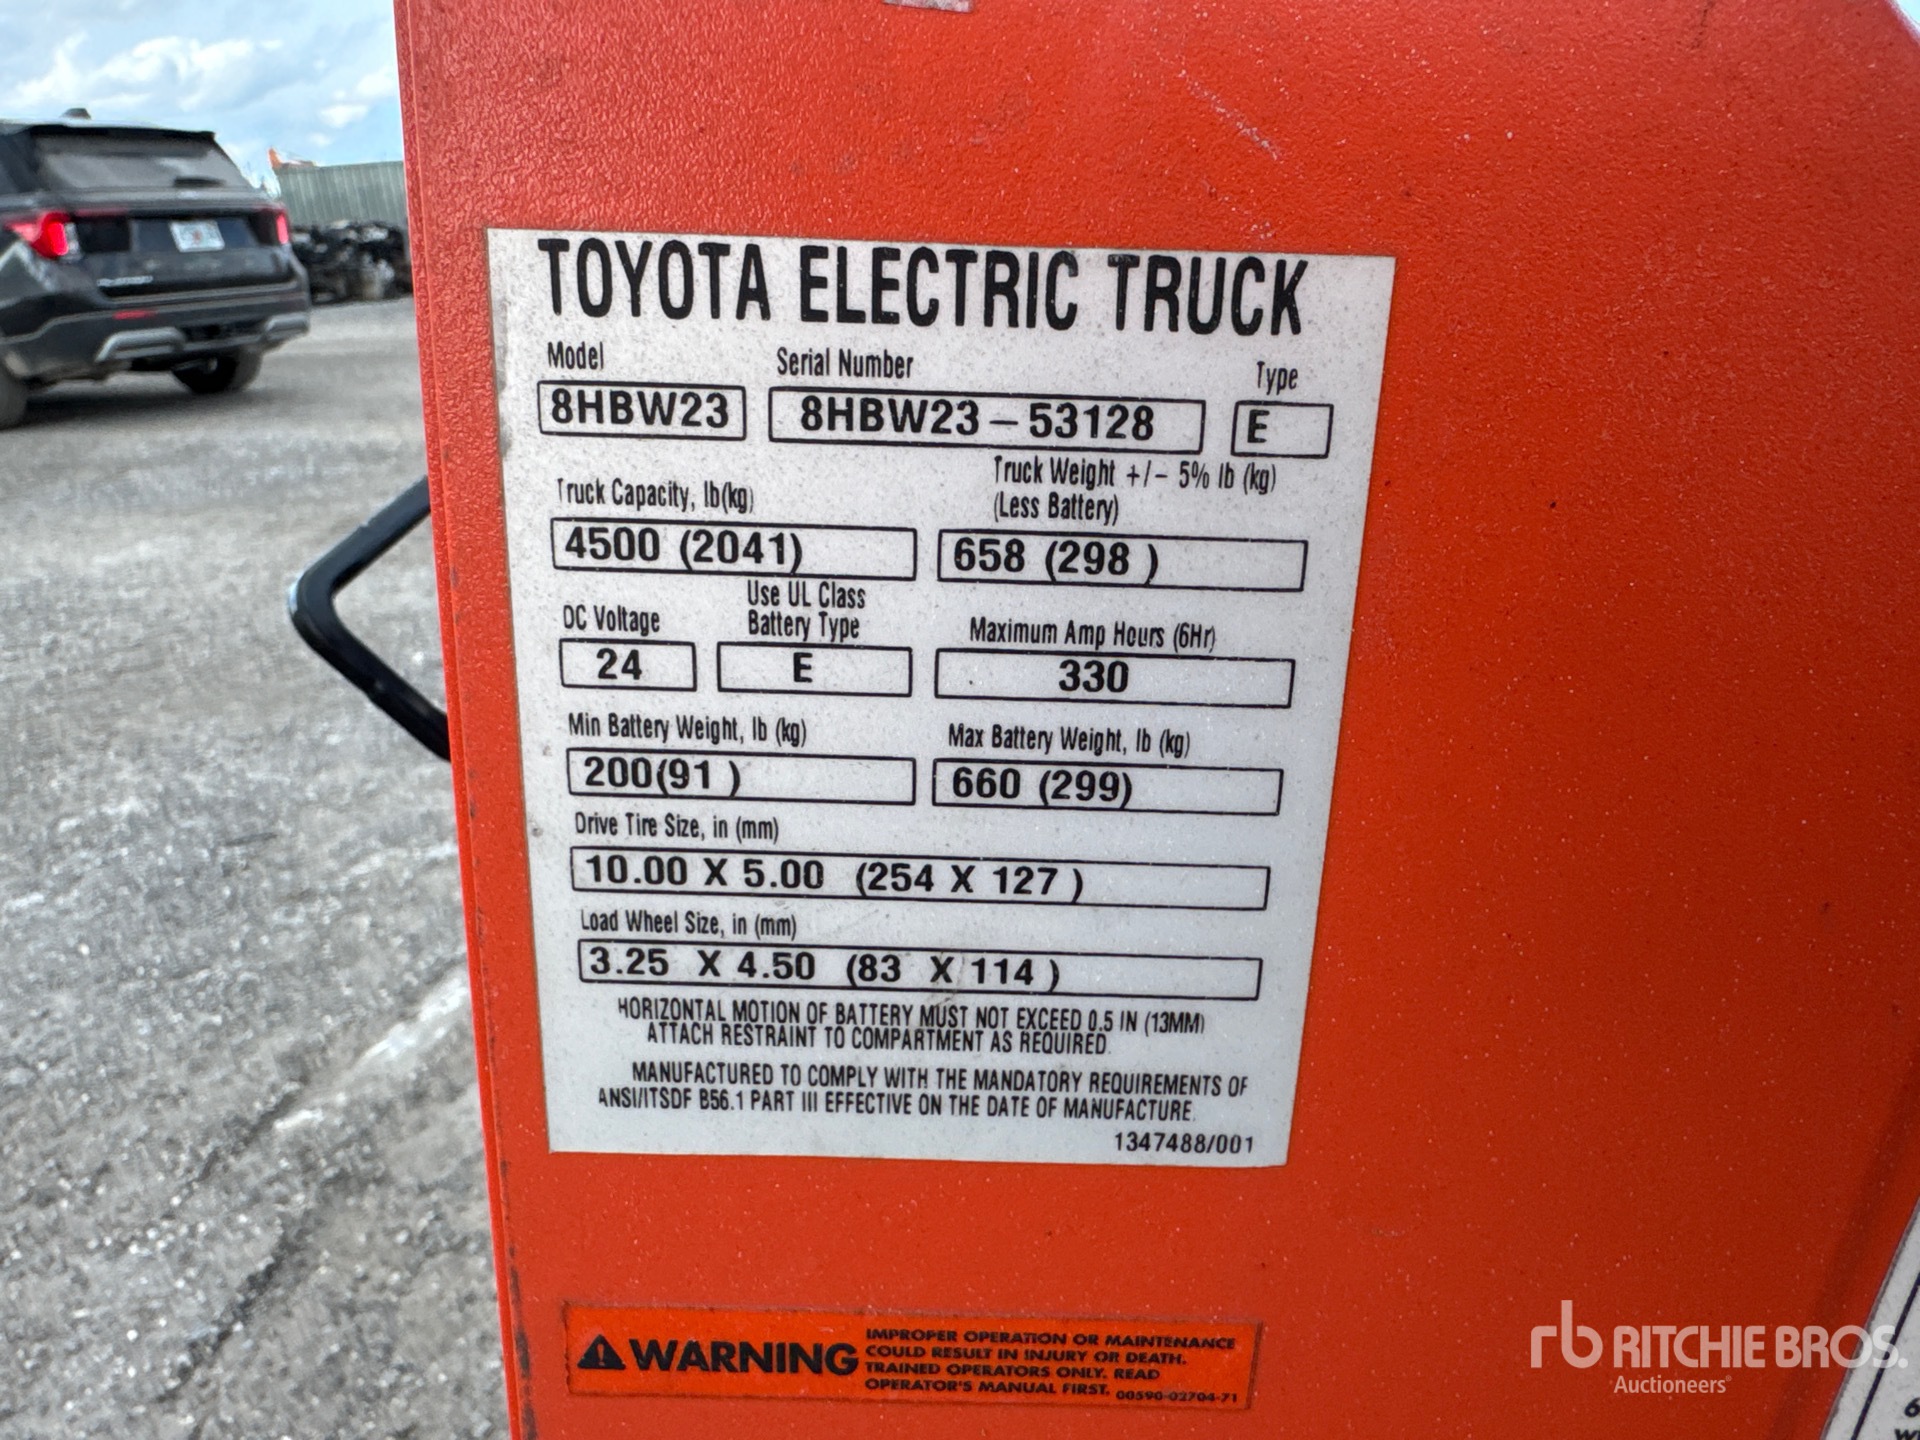 TOYOTA ELECTRIC TRUCK
Model Serial Number Type
8HBW23 8HBW23-53128 E
Truck Capacity, lb(kg) Truck Weight +/- 5% lb (kg)
(Less Battery)
4500 (2041) 658 (298 )
DC Voltage Use UL Class
Battery Type Maximum Amp Hours (6Hr)
24 E 330
Min Battery Weight, lb (kg) Max Battery Weight, lb (kg)
200(91 ) 660 (299)
Drive Tire Size, in (mm)
10.00 X 5.00 (254 X 127 )
Load Wheel Size, in (mm)
3.25 X 4.50 (83 X 114 )
HORIZONTAL MOTION OF BATTERY MUST NOT EXCEED 0.5 IN (13MM)
ATTACH RESTRAINT TO COMPARTMENT AS REQUIRED.
MANUFACTURED TO COMPLY WITH THE MANDATORY REQUIREMENTS OF
ANSI/ITSDF B56.1 PART III EFFECTIVE ON THE DATE OF MANUFACTURE.
1347488/001
WARNING
IMPROPER OPERATION OR MAINTENANCE
COULD RESULT IN INJURY OR DEATH.
TRAINED OPERATORS ONLY. READ
OPERATOR'S MANUAL FIRST. 00590-02704-71
rb RITCHIE BROS.
Auctioneers